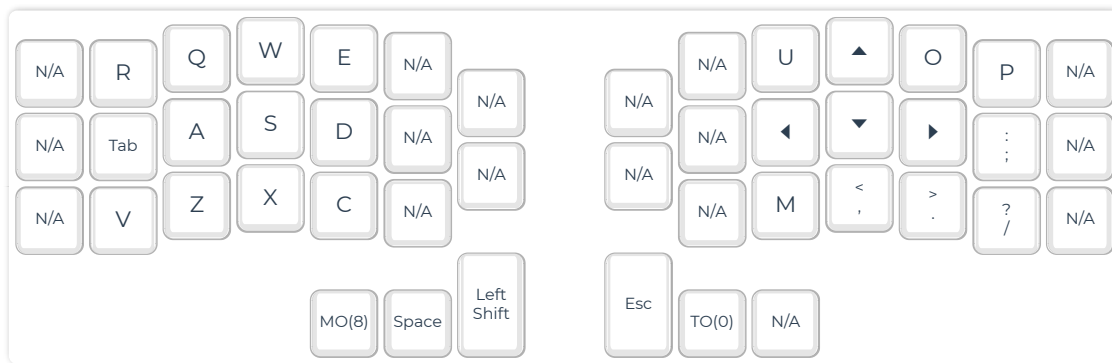 N/A R Q W E N/A N/A U O P N/A
N/A N/A
N/A Tab A S D N/A N/A : N/A
;
N/A N/A
N/A V Z X C N/A N/A M < > ? N/A
, . /
MO(8) Space Left Shift Esc TO(0) N/A